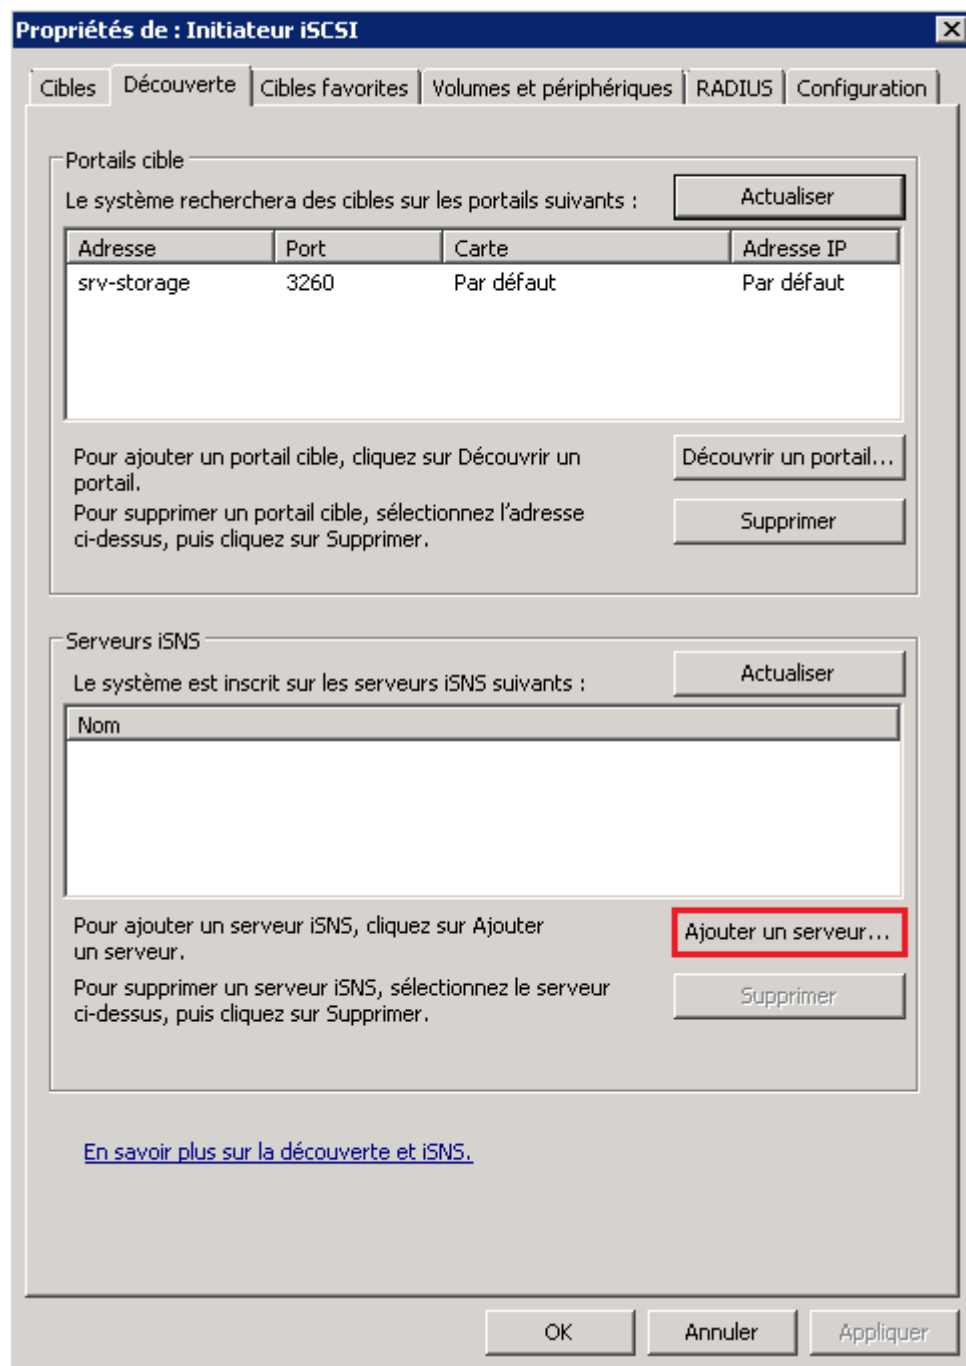 Propriétés de : Initiateur iSCSI
Cibles Découverte Cibles favorites Volumes et périphériques RADIUS Configuration
Portails cible
Le système recherchera des cibles sur les portails suivants :
Actualiser
Adresse Port Carte Adresse IP
srv-storage 3260 Par défaut Par défaut
Pour ajouter un portail cible, cliquez sur Découvrir un
portail.
Découvrir un portail...
Pour supprimer un portail cible, sélectionnez l'adresse
ci-dessus, puis cliquez sur Supprimer.
Supprimer
Serveurs iSNS
Le système est inscrit sur les serveurs iSNS suivants :
Actualiser
Nom
Pour ajouter un serveur iSNS, cliquez sur Ajouter
un serveur.
Ajouter un serveur...
Pour supprimer un serveur iSNS, sélectionnez le serveur
ci-dessus, puis cliquez sur Supprimer.
Supprimer
En savoir plus sur la découverte et iSNS.
OK Annuler Appliquer